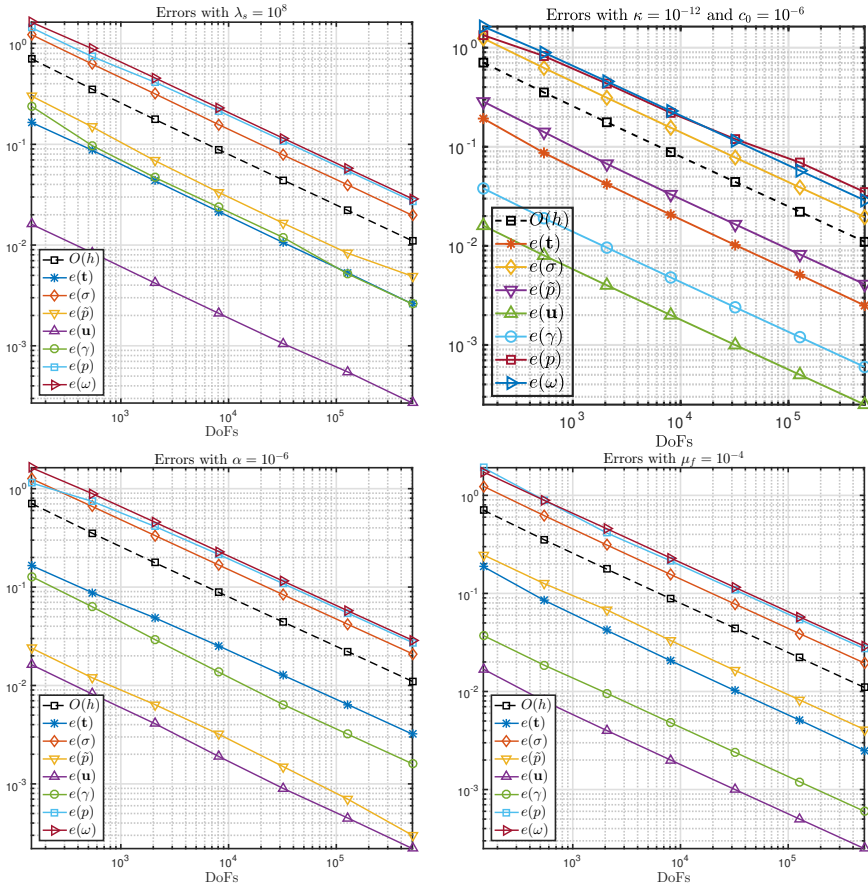 Errors with λ_s = 10^8
10^0
10^-1
10^-2
10^-3
O(h)
e(t)
e(σ)
e(p̃)
e(u)
e(γ)
e(p)
e(ω)
10^3
10^4
10^5
DoFs
Errors with κ = 10^-12 and c_0 = 10^-6
10^0
10^-1
10^-2
10^-3
O(h)
e(t)
e(σ)
e(p̃)
e(u)
e(γ)
e(p)
e(ω)
10^3
10^4
10^5
DoFs
Errors with α = 10^-6
10^0
10^-1
10^-2
10^-3
O(h)
e(t)
e(σ)
e(p̃)
e(u)
e(γ)
e(p)
e(ω)
10^3
10^4
10^5
DoFs
Errors with μ_f = 10^-4
10^0
10^-1
10^-2
10^-3
O(h)
e(t)
e(σ)
e(p̃)
e(u)
e(γ)
e(p)
e(ω)
10^3
10^4
10^5
DoFs